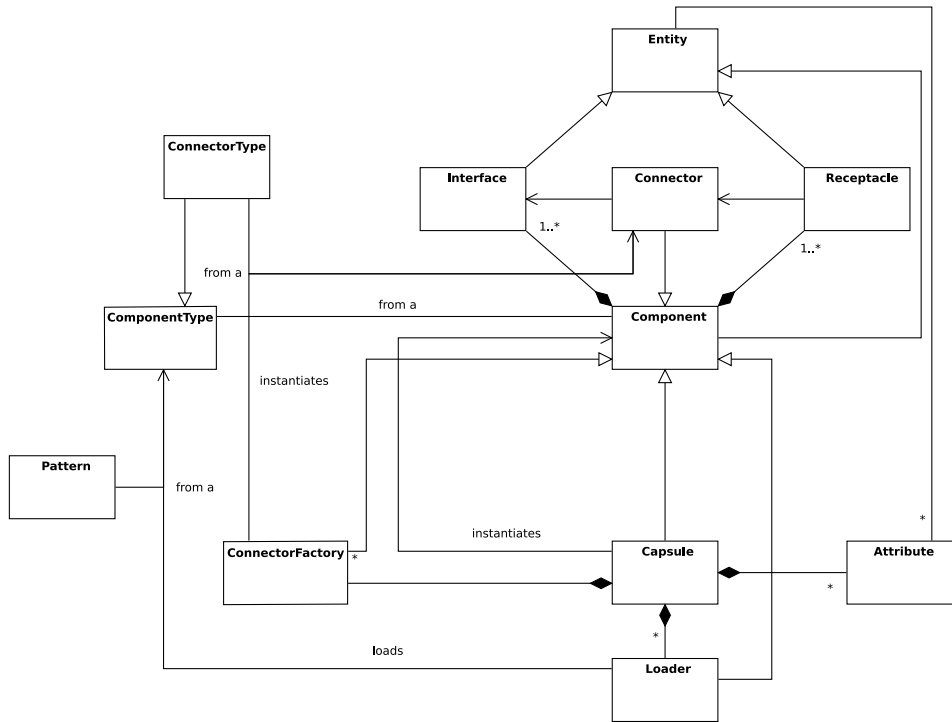 Entity
ConnectorType
Interface
Connector
Receptacle
1..*
1..*
from a
from a
ComponentType
Component
instantiates
Pattern
from a
*
instantiates
ConnectorFactory
*
Capsule
Attribute
*
*
loads
Loader